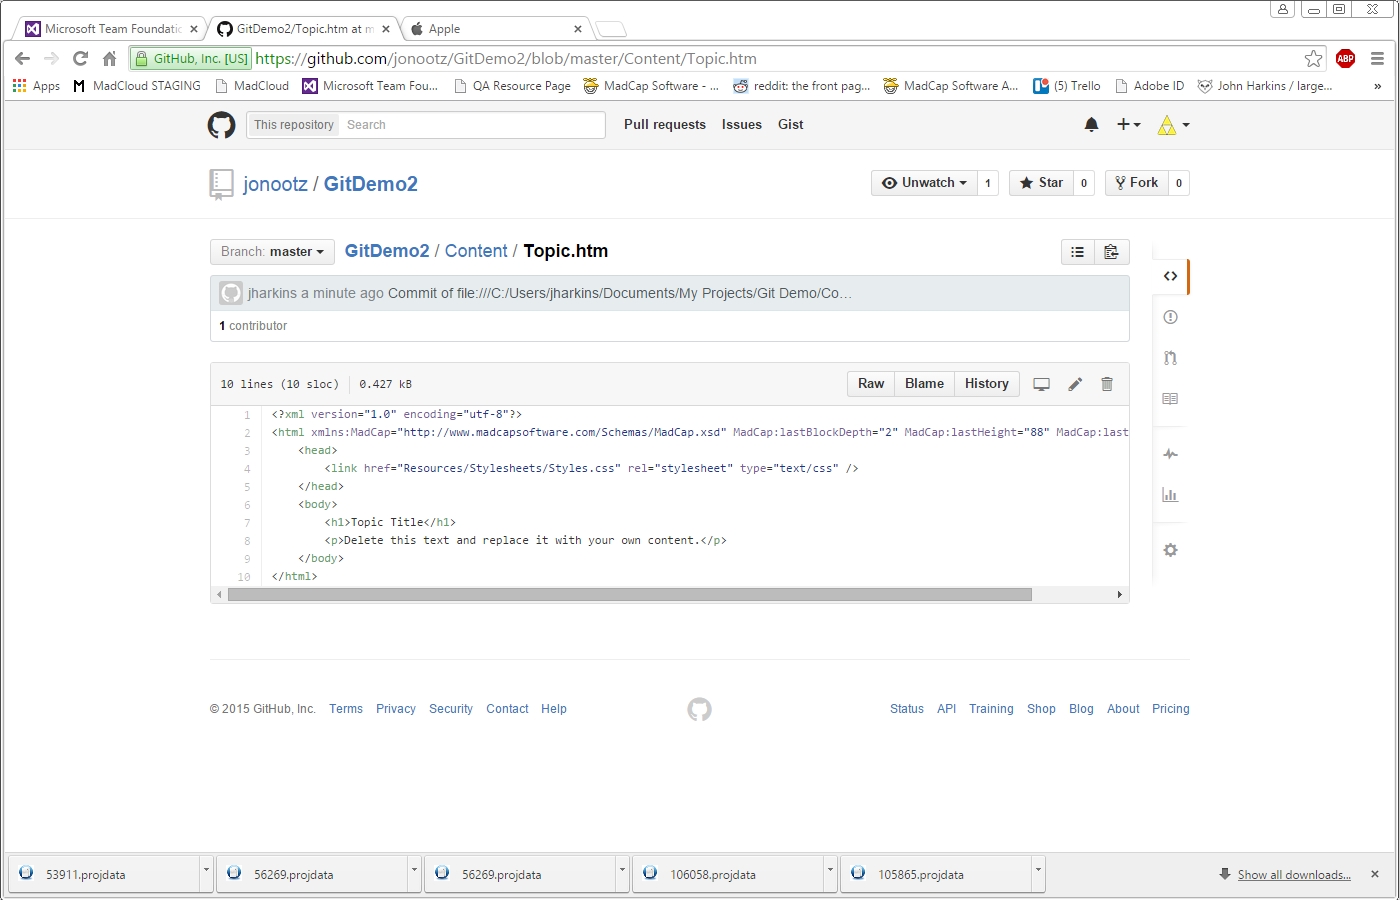 Microsoft Team Foundatic
GitDemo2/Topic.htm at m
Apple
GitHub, Inc. [US]
https://github.com/jonootz/GitDemo2/blob/master/Content/Topic.htm
ABP
Apps
MadCloud STAGING
MadCloud
Microsoft Team Fou...
QA Resource Page
MadCap Software - ...
reddit: the front pag...
MadCap Software A...
(5) Trello
Adobe ID
John Harkins / large...
»
This repository
Search
Pull requests
Issues
Gist
jonootz / GitDemo2
Unwatch
1
Star
0
Fork
0
Branch: master
GitDemo2 / Content / Topic.htm
jharkins a minute ago Commit of file:///C:/Users/jharkins/Documents/My Projects/Git Demo/Co…
1 contributor
10 lines (10 sloc)
0.427 kB
Raw
Blame
History
1 <?xml version="1.0" encoding="utf-8"?>
2 <html xmlns:MadCap="http://www.madcapsoftware.com/Schemas/MadCap.xsd" MadCap:lastBlockDepth="2" MadCap:lastHeight="88" MadCap:last
3 <head>
4 <link href="Resources/Stylesheets/Styles.css" rel="stylesheet" type="text/css" />
5 </head>
6 <body>
7 <h1>Topic Title</h1>
8 <p>Delete this text and replace it with your own content.</p>
9 </body>
10 </html>
© 2015 GitHub, Inc.
Terms
Privacy
Security
Contact
Help
Status
API
Training
Shop
Blog
About
Pricing
53911.projdata
56269.projdata
56269.projdata
106058.projdata
105865.projdata
Show all downloads...